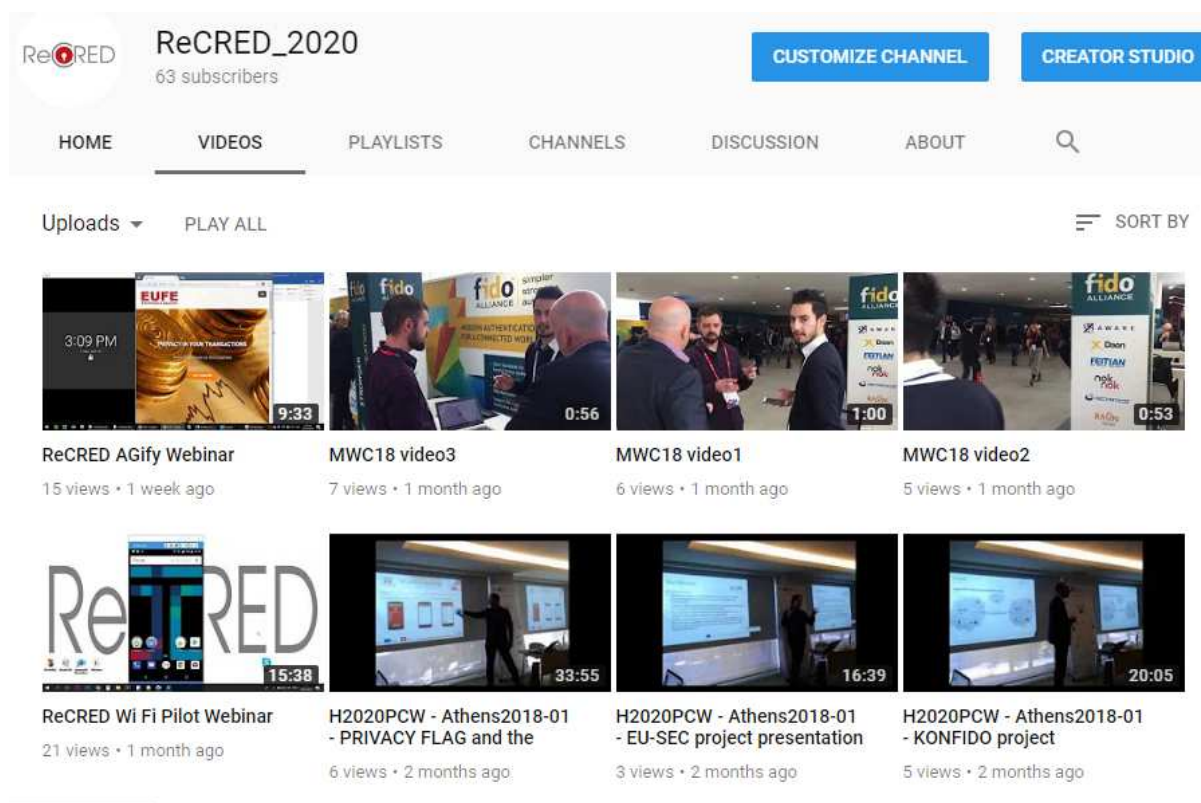 ReCRED
ReCRED_2020
63 subscribers
CUSTOMIZE CHANNEL
CREATOR STUDIO
HOME
VIDEOS
PLAYLISTS
CHANNELS
DISCUSSION
ABOUT
Uploads
PLAY ALL
SORT BY
3:09 PM
EUFE
9:33
fido
fido
ALLIANCE
simpler
0:56
fido
ALLIANCE
1:00
fido
ALLIANCE
AWARE
Daon
FEITIAN
nok
nok
0:53
ReCRED AGify Webinar
MWC18 video3
MWC18 video1
MWC18 video2
15 views • 1 week ago
7 views • 1 month ago
6 views • 1 month ago
5 views • 1 month ago
Re
RED
15:38
33:55
16:39
20:05
ReCRED Wi Fi Pilot Webinar
21 views • 1 month ago
H2020PCW - Athens2018-01
- PRIVACY FLAG and the
6 views • 2 months ago
H2020PCW - Athens2018-01
- EU-SEC project presentation
3 views • 2 months ago
H2020PCW - Athens2018-01
- KONFIDO project
5 views • 2 months ago